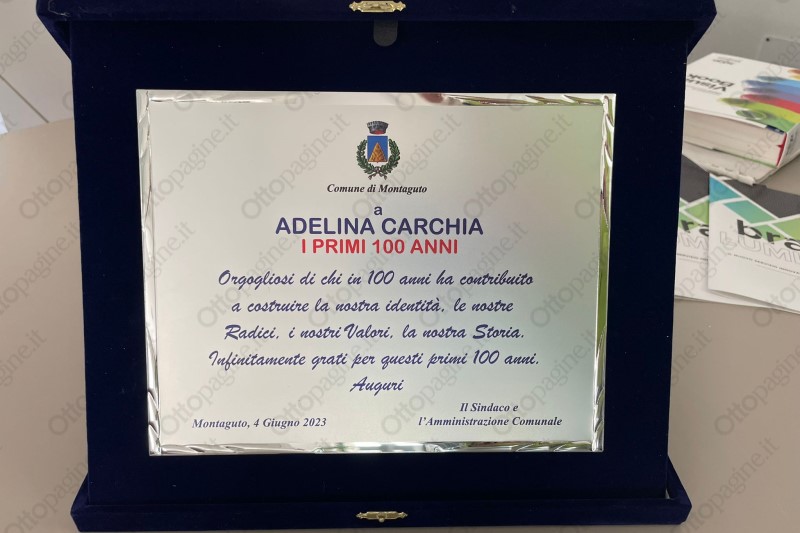 Comune di Montaguto
a
ADELINA CARCHIA
I PRIMI 100 ANNI
Orgogliosi di chi in 100 anni ha contribuito
a costruire la nostra identità, le nostre
Radici, i nostri Valori, la nostra Storia.
Infinitamente grati per questi primi 100 anni.
Auguri
Il Sindaco e
Montaguto, 4 Giugno 2023 l'Amministrazione Comunale
Ottopagine.it